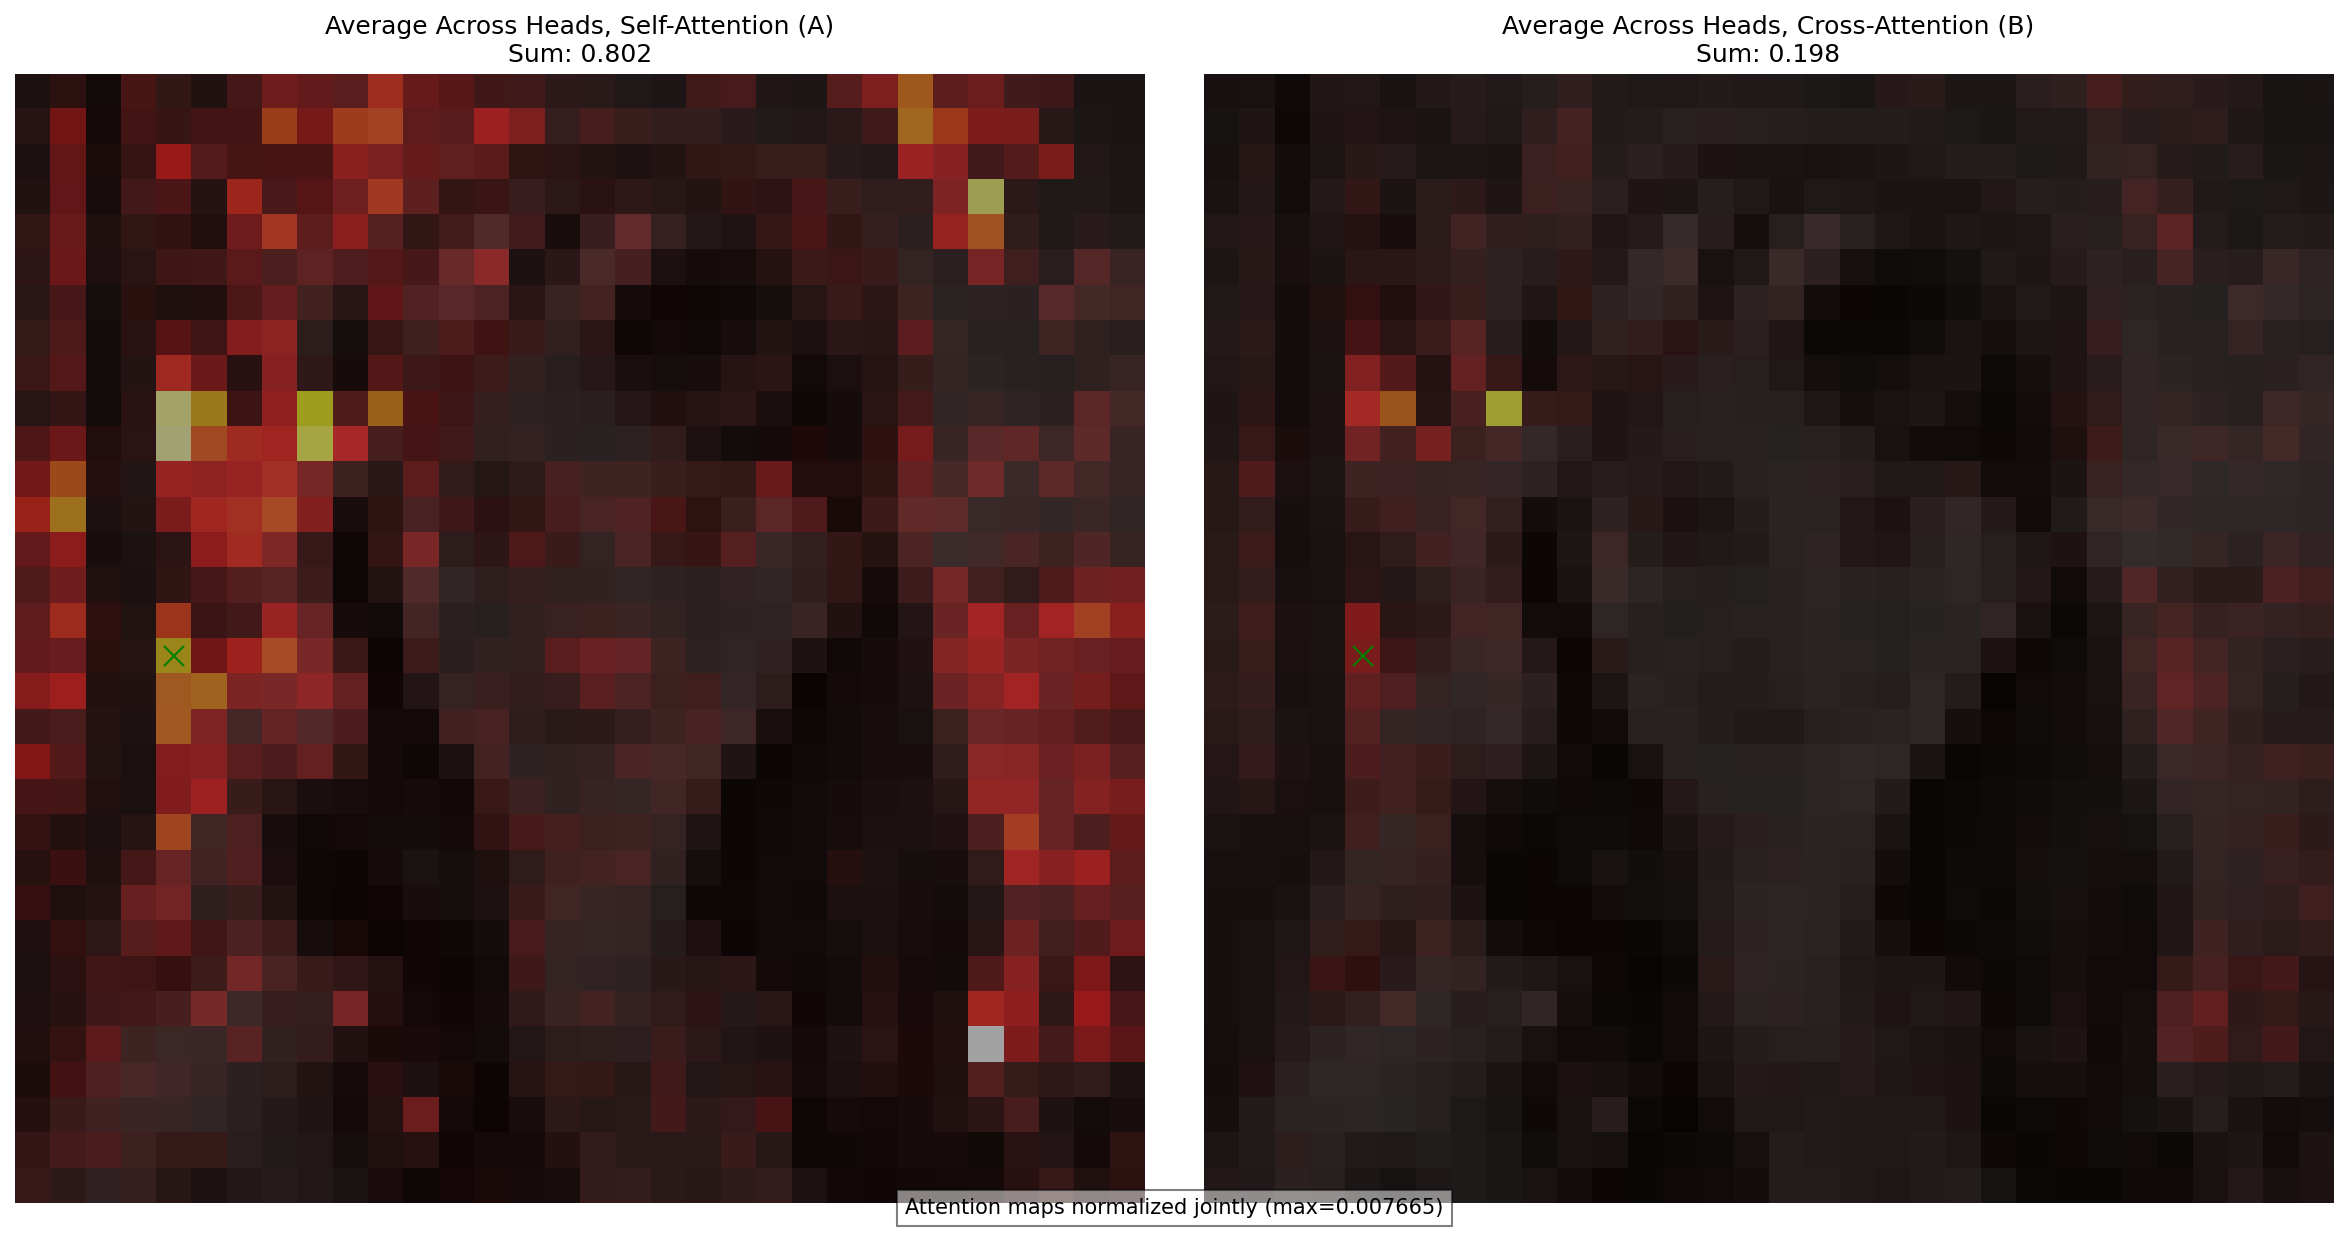 Average Across Heads, Self-Attention (A)
Sum: 0.802
Average Across Heads, Cross-Attention (B)
Sum: 0.198
Attention maps normalized jointly (max=0.007665)